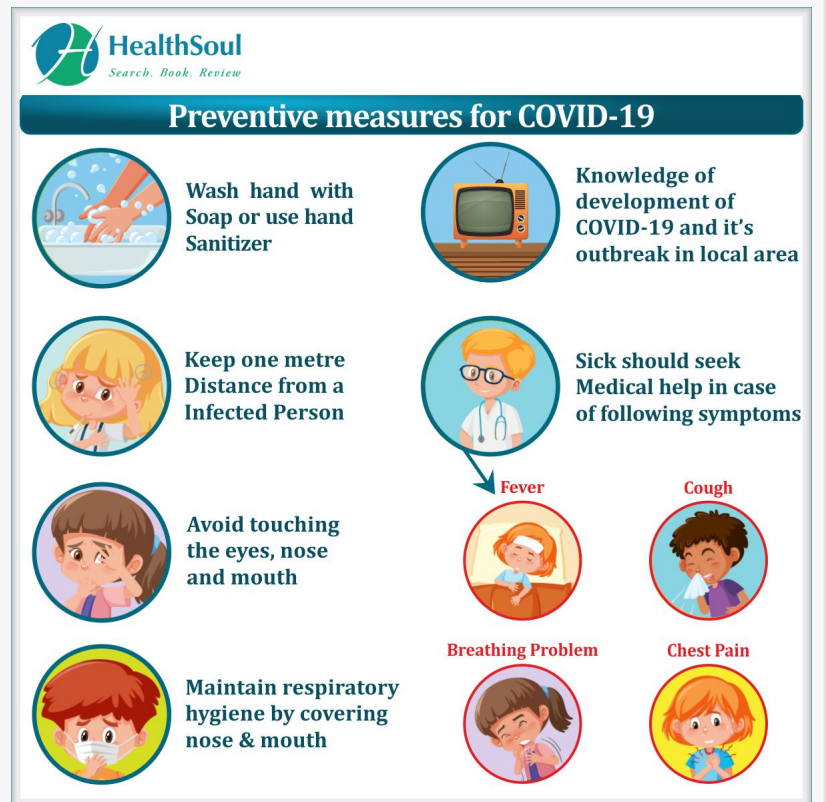 HealthSoul
Search. Book. Review
Preventive measures for COVID-19
Wash hand with
Soap or use hand
Sanitizer
Knowledge of
development of
COVID-19 and it's
outbreak in local area
Keep one metre
Distance from a
Infected Person
Sick should seek
Medical help in case
of following symptoms
Avoid touching
the eyes, nose
and mouth
Fever
Cough
Maintain respiratory
hygiene by covering
nose & mouth
Breathing Problem
Chest Pain